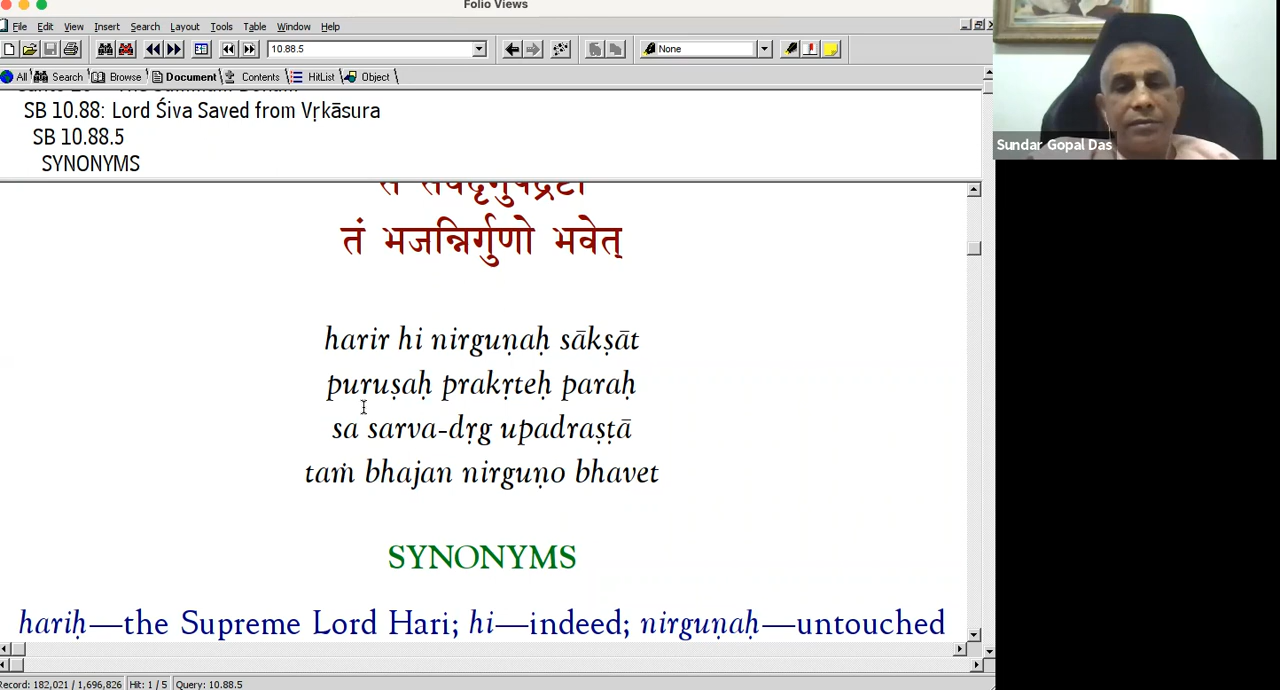 Folio Views
File Edit View Insert Search Layout Tools Table Window Help
10.88.5
None
All Search Browse Document Contents HitList Object
SB 10.88: Lord Śiva Saved from Vṛkāsura
SB 10.88.5
SYNONYMS
तं भजन्निर्गुणो भवेत्
harir hi nirguṇaḥ sākṣāt
puruṣaḥ prakṛteḥ paraḥ
sa sarva-dṛg upadraṣṭā
taṁ bhajan nirguṇo bhavet
SYNONYMS
hariḥ—the Supreme Lord Hari; hi—indeed; nirguṇaḥ—untouched
Record: 182,021 / 1,696,826 Hit: 1 / 5 Query: 10.88.5
Sundar Gopal Das